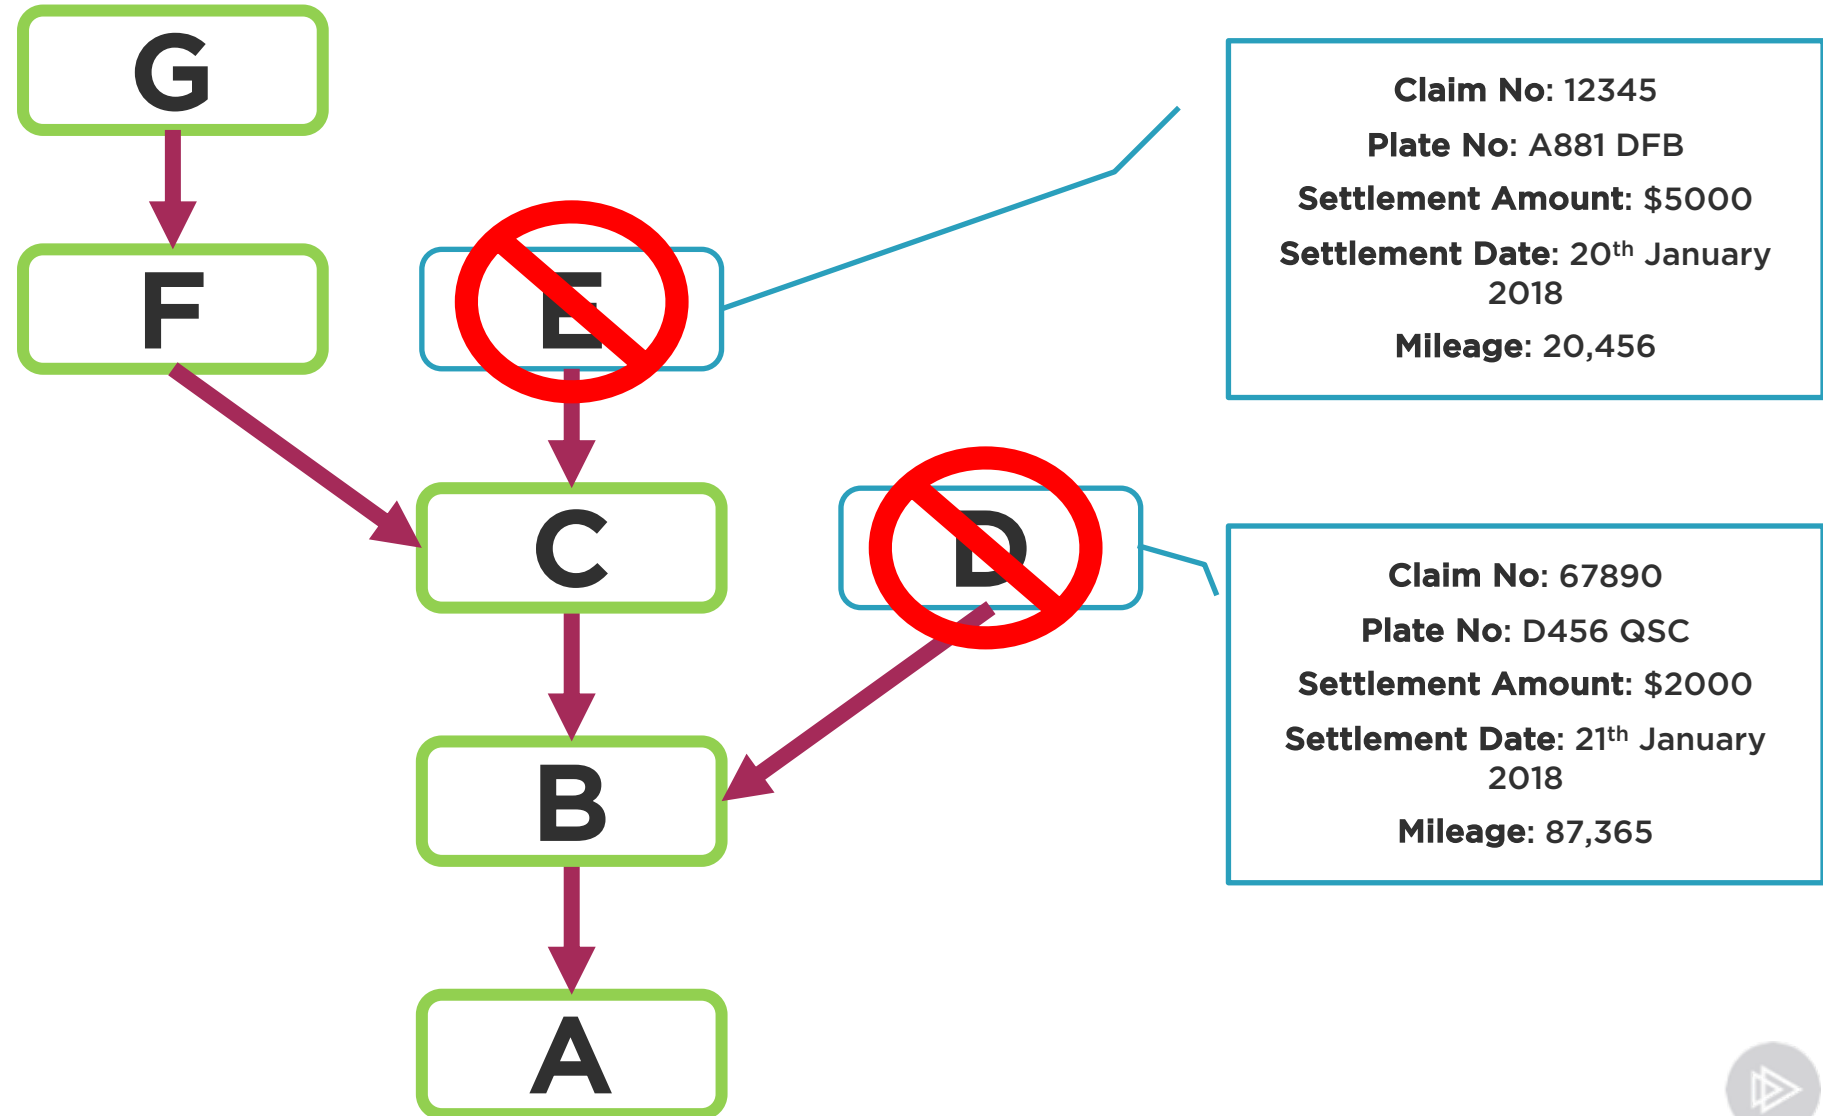 G
F
E
C
D
B
A
Claim No: 12345
Plate No: A881 DFB
Settlement Amount: $5000
Settlement Date: 20th January
2018
Mileage: 20,456
Claim No: 67890
Plate No: D456 QSC
Settlement Amount: $2000
Settlement Date: 21th January
2018
Mileage: 87,365